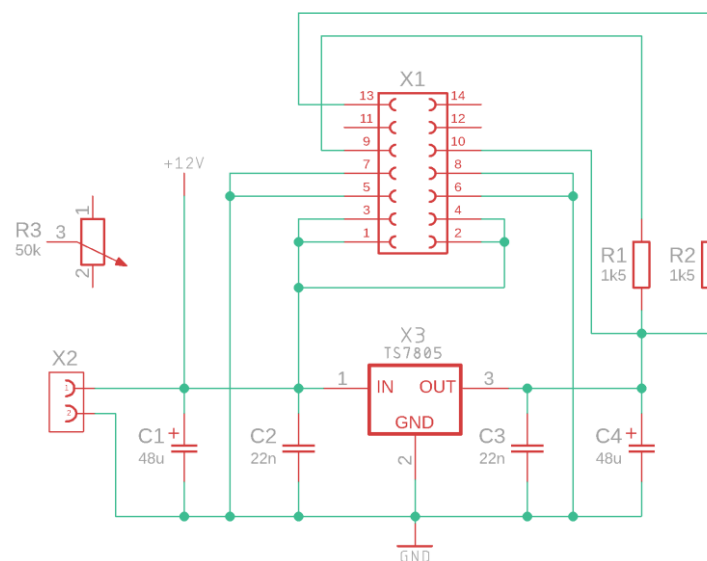 X1
13 14
11 12
9 10
7 8
5 6
3 4
1 2
+12V
R3
50k
1
3
2
R1
1k5
R2
1k5
X2
1
2
X3
TS7805
1 IN OUT 3
GND
2
C1 +
48u
C2
22n
C3
22n
C4 +
48u
GND